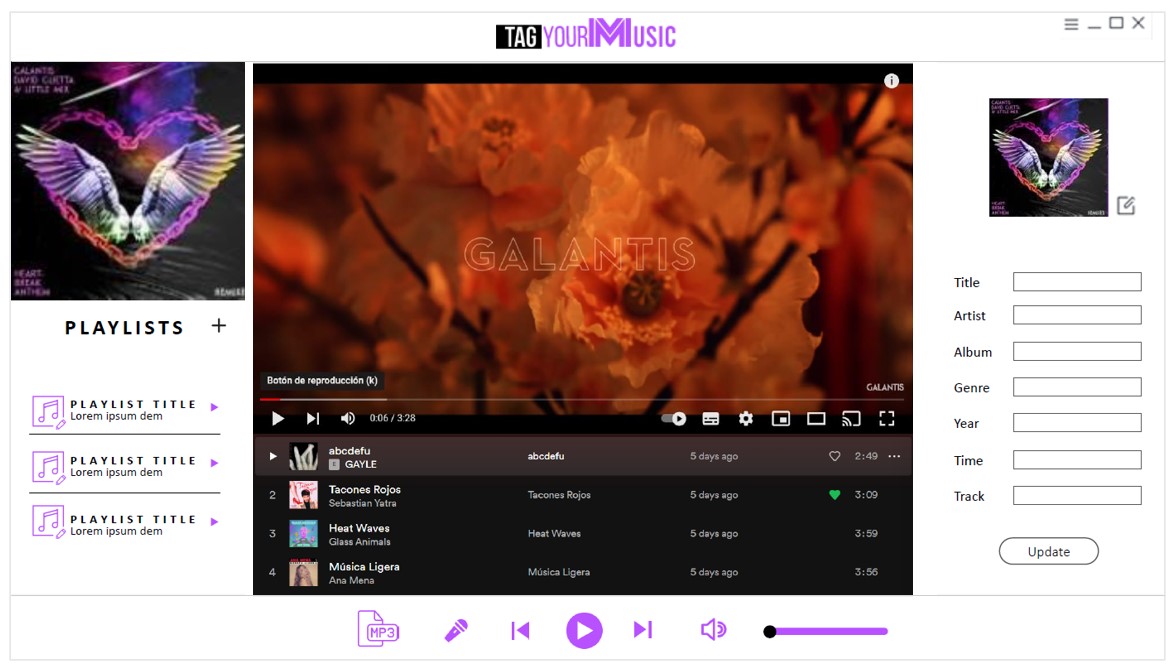 TAG YOUR MUSIC
GALANTIS
DAVID GUETTA
& LITTLE MIX
HEART
BREAK
ANTHEM
REMIXES
PLAYLISTS +
PLAYLIST TITLE
Lorem ipsum dem
PLAYLIST TITLE
Lorem ipsum dem
PLAYLIST TITLE
Lorem ipsum dem
i
GALANTIS
Botón de reproducción (k)
GALANTIS
0:06 / 3:28
abcdefu
E GAYLE
abcdefu
5 days ago
2:49
2
Tacones Rojos
Sebastian Yatra
Tacones Rojos
5 days ago
3:09
3
Heat Waves
Glass Animals
Heat Waves
5 days ago
3:59
4
Música Ligera
Ana Mena
Música Ligera
5 days ago
3:56
GALANTIS
DAVID GUETTA
& LITTLE MIX
HEART
BREAK
ANTHEM
REMIXES
Title
Artist
Album
Genre
Year
Time
Track
Update
MP3